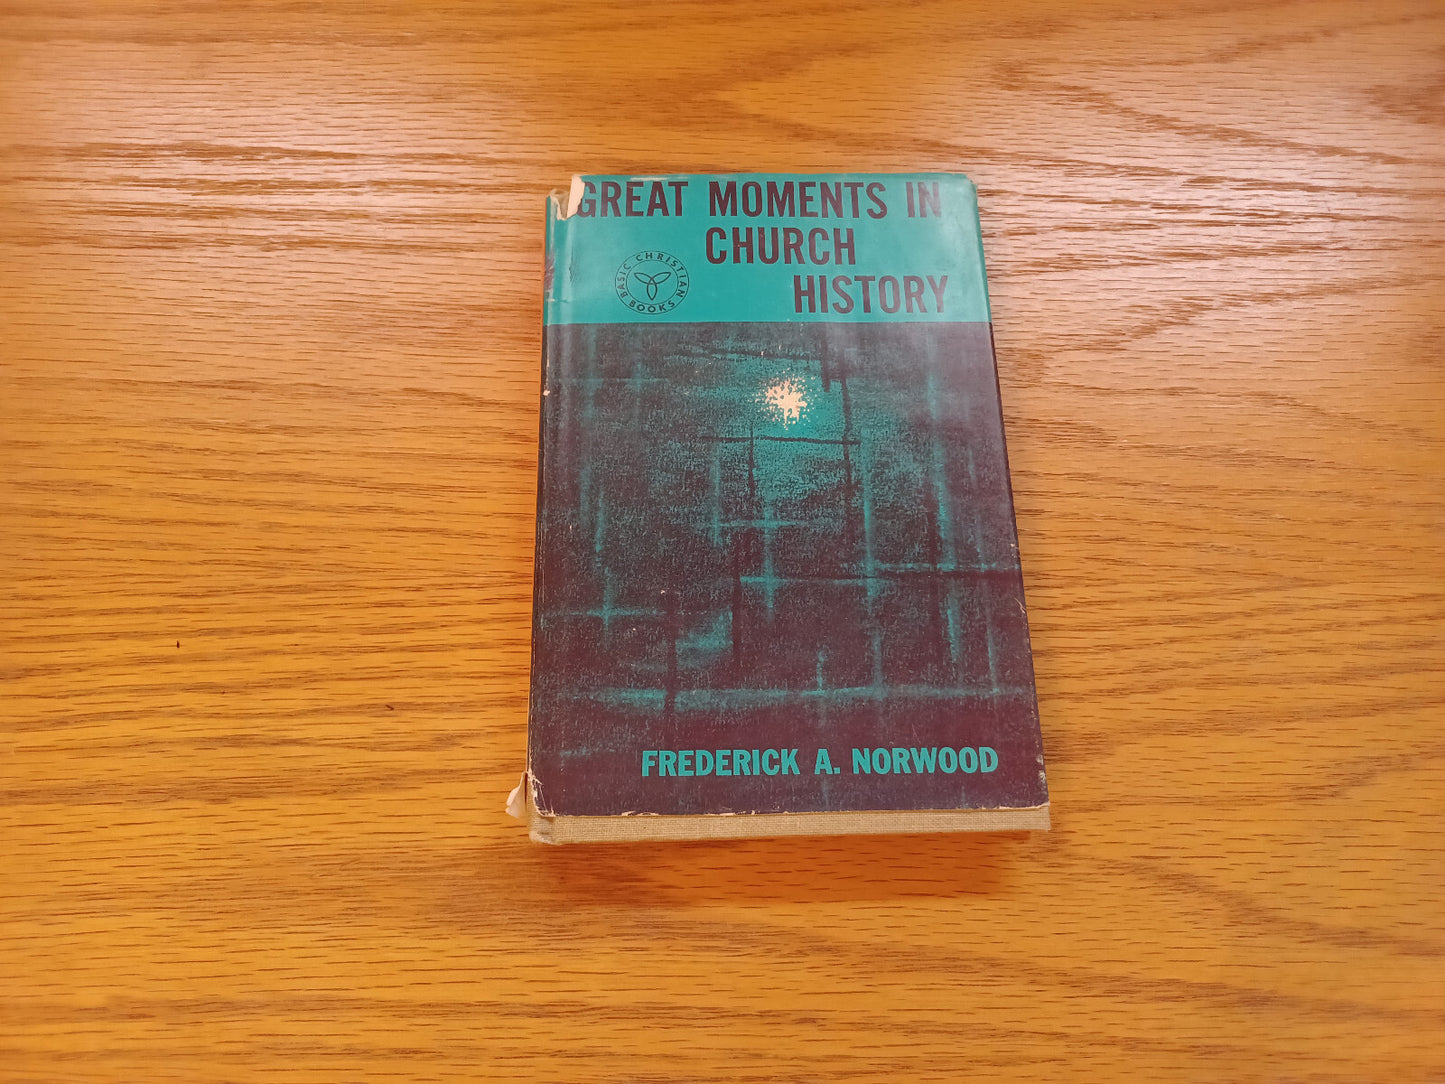 GREAT MOMENTS IN
CHURCH
HISTORY
BASIC CHRISTIAN BOOKS
FREDERICK A. NORWOOD